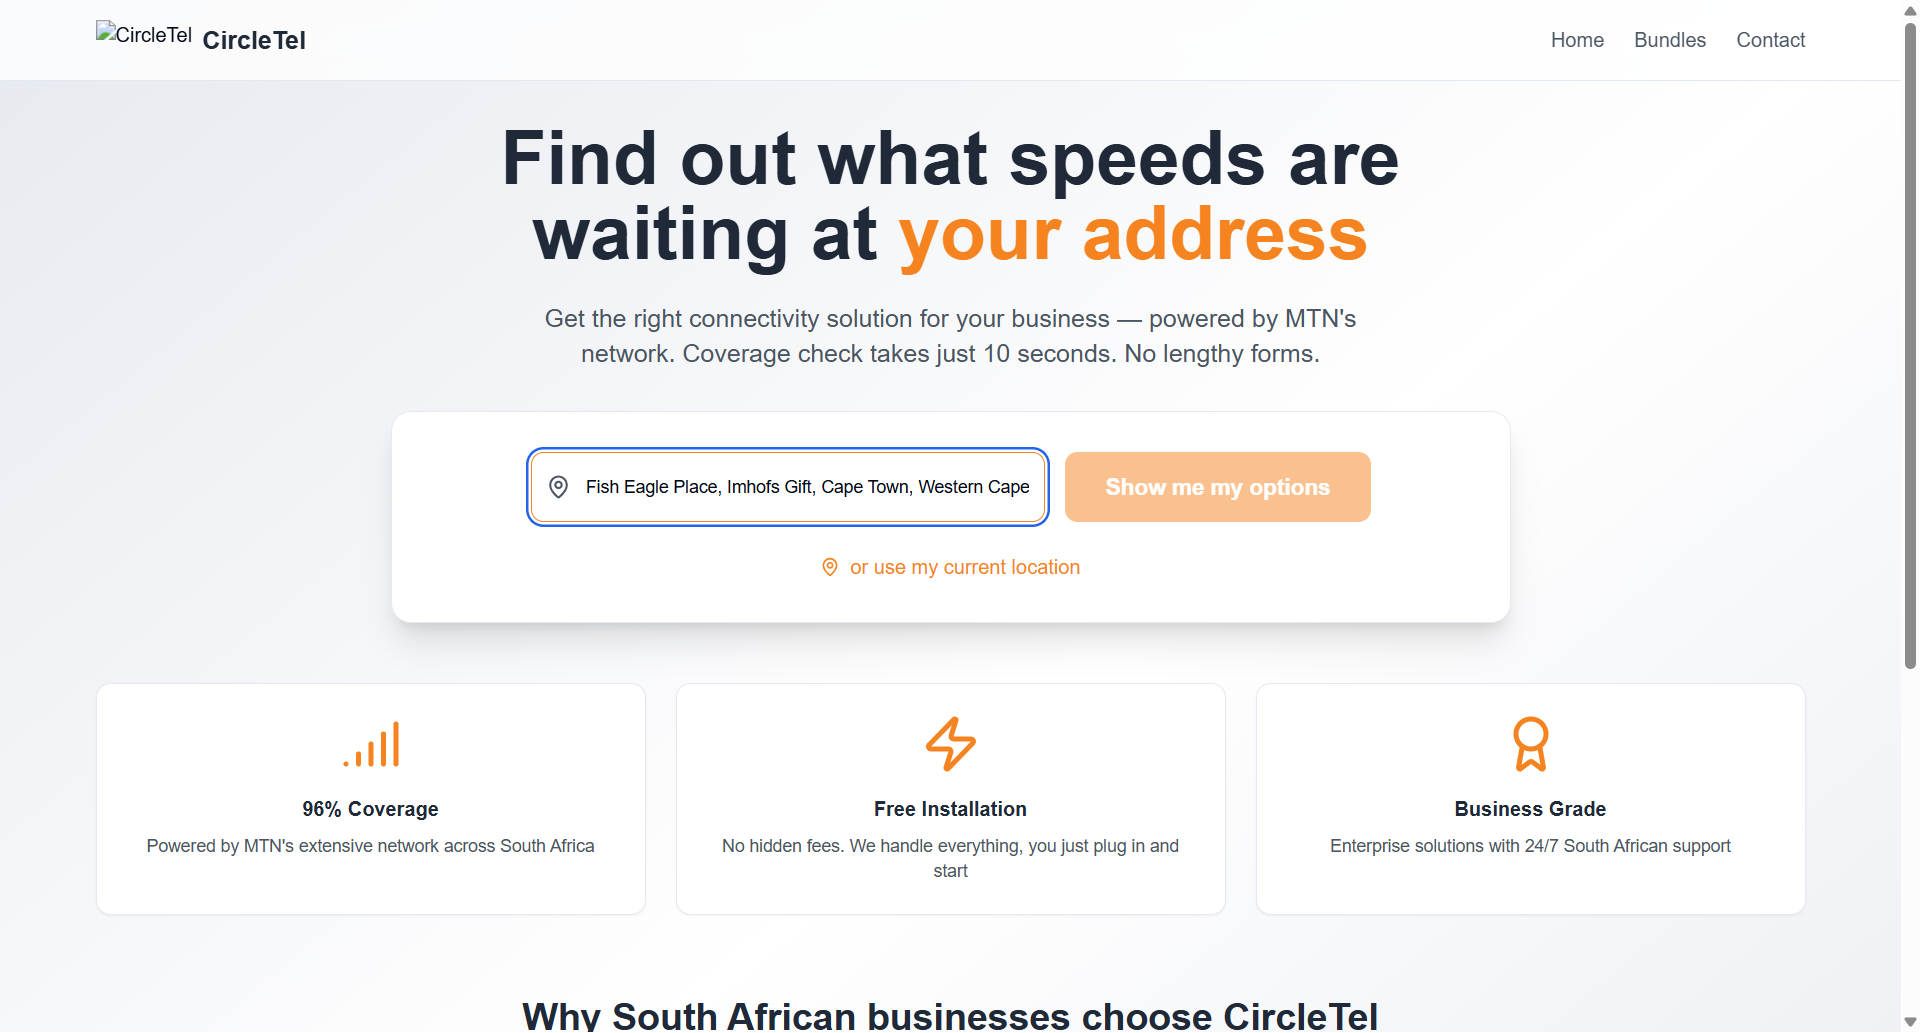 CircleTel CircleTel
Home Bundles Contact
Find out what speeds are
waiting at your address
Get the right connectivity solution for your business — powered by MTN's
network. Coverage check takes just 10 seconds. No lengthy forms.
Fish Eagle Place, Imhofs Gift, Cape Town, Western Cape
Show me my options
or use my current location
96% Coverage
Powered by MTN's extensive network across South Africa
Free Installation
No hidden fees. We handle everything, you just plug in and
start
Business Grade
Enterprise solutions with 24/7 South African support
Why South African businesses choose CircleTel